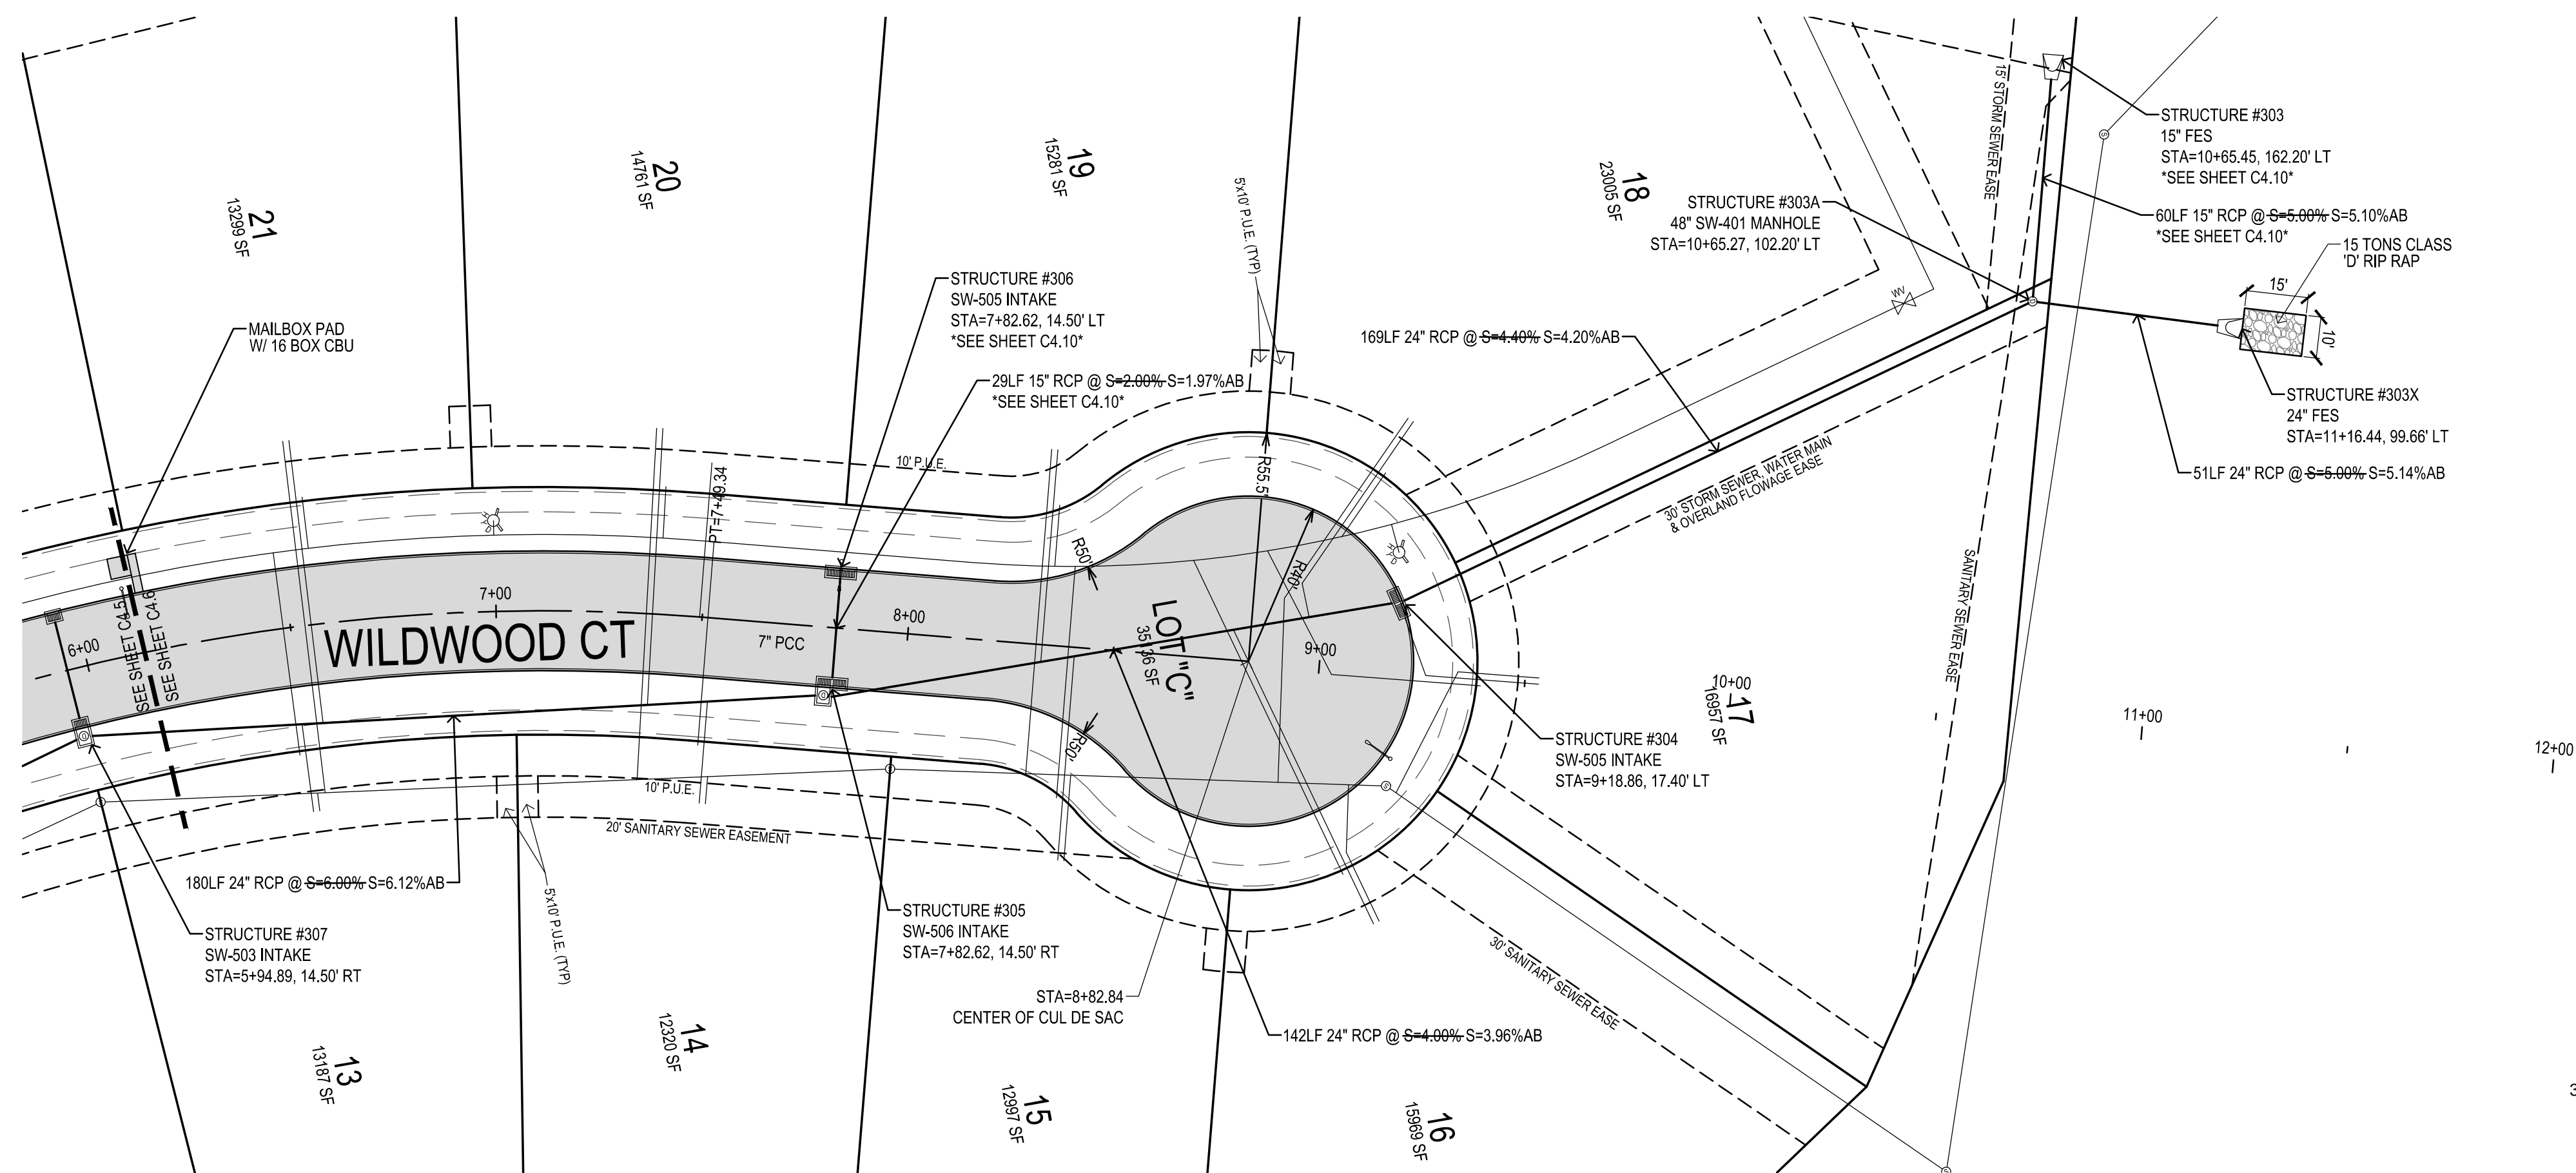 21
13299 SF
20
14761 SF
19
15281 SF
18
23005 SF
5'x10' P.U.E. (TYP)
15' STORM SEWER EASE
STRUCTURE #303
15" FES
STA=10+65.45, 162.20' LT
*SEE SHEET C4.10*
STRUCTURE #303A
48" SW-401 MANHOLE
STA=10+65.27, 102.20' LT
60LF 15" RCP @ S=5.00% S=5.10%AB
*SEE SHEET C4.10*
15 TONS CLASS
'D' RIP RAP
15'
10'
STRUCTURE #306
SW-505 INTAKE
STA=7+82.62, 14.50' LT
*SEE SHEET C4.10*
MAILBOX PAD
W/ 16 BOX CBU
WV
169LF 24" RCP @ S=4.40% S=4.20%AB
29LF 15" RCP @ S=2.00% S=1.97%AB
*SEE SHEET C4.10*
STRUCTURE #303X
24" FES
STA=11+16.44, 99.66' LT
51LF 24" RCP @ S=5.00% S=5.14%AB
10' P.U.E.
PT=7+49.34
R55.5'
30' STORM SEWER, WATER MAIN
& OVERLAND FLOWAGE EASE
R50'
R40'
SANITARY SEWER EASE
6+00
SEE SHEET C4.5
SEE SHEET C4.6
7+00
WILDWOOD CT
7" PCC
8+00
LOT "C"
35136 SF
9+00
10+00
17
16957 SF
11+00
12+00
R50'
STRUCTURE #304
SW-505 INTAKE
STA=9+18.86, 17.40' LT
10' P.U.E.
20' SANITARY SEWER EASEMENT
180LF 24" RCP @ S=6.00% S=6.12%AB
5'x10' P.U.E. (TYP)
STRUCTURE #305
SW-506 INTAKE
STA=7+82.62, 14.50' RT
STRUCTURE #307
SW-503 INTAKE
STA=5+94.89, 14.50' RT
30' SANITARY SEWER EASE
STA=8+82.84
CENTER OF CUL DE SAC
142LF 24" RCP @ S=4.00% S=3.96%AB
13
13187 SF
14
12320 SF
15
12997 SF
16
15969 SF